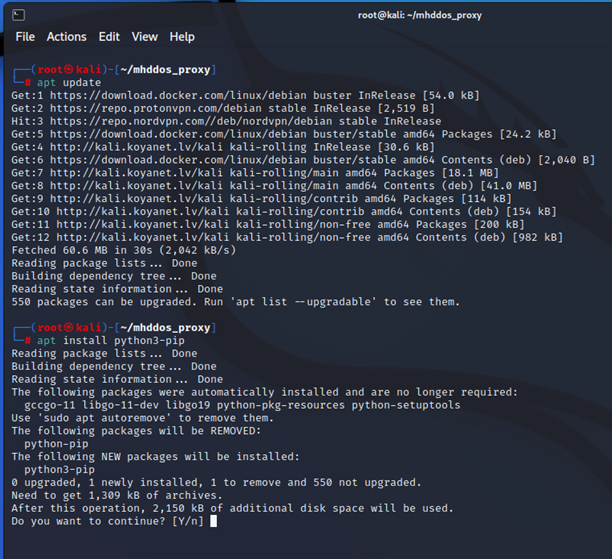 root@kali: ~/mhddos_proxy
File Actions Edit View Help
┌──(root㉿kali)-[~/mhddos_proxy]
└─# apt update
Get:1 https://download.docker.com/linux/debian buster InRelease [54.0 kB]
Get:2 https://repo.protonvpn.com/debian stable InRelease [2,519 B]
Hit:3 https://repo.nordvpn.com//deb/nordvpn/debian stable InRelease
Get:5 https://download.docker.com/linux/debian buster/stable amd64 Packages [24.2 kB]
Get:4 http://kali.koyanet.lv/kali kali-rolling InRelease [30.6 kB]
Get:6 https://download.docker.com/linux/debian buster/stable amd64 Contents (deb) [2,040 B]
Get:7 http://kali.koyanet.lv/kali kali-rolling/main amd64 Packages [18.1 MB]
Get:8 http://kali.koyanet.lv/kali kali-rolling/main amd64 Contents (deb) [41.0 MB]
Get:9 http://kali.koyanet.lv/kali kali-rolling/contrib amd64 Packages [114 kB]
Get:10 http://kali.koyanet.lv/kali kali-rolling/contrib amd64 Contents (deb) [154 kB]
Get:11 http://kali.koyanet.lv/kali kali-rolling/non-free amd64 Packages [200 kB]
Get:12 http://kali.koyanet.lv/kali kali-rolling/non-free amd64 Contents (deb) [982 kB]
Fetched 60.6 MB in 30s (2,042 kB/s)
Reading package lists... Done
Building dependency tree... Done
Reading state information... Done
550 packages can be upgraded. Run 'apt list --upgradable' to see them.
┌──(root㉿kali)-[~/mhddos_proxy]
└─# apt install python3-pip
Reading package lists... Done
Building dependency tree... Done
Reading state information... Done
The following packages were automatically installed and are no longer required:
gccgo-11 libgo-11-dev libgo19 python-pkg-resources python-setuptools
Use 'sudo apt autoremove' to remove them.
The following packages will be REMOVED:
python-pip
The following NEW packages will be installed:
python3-pip
0 upgraded, 1 newly installed, 1 to remove and 550 not upgraded.
Need to get 1,309 kB of archives.
After this operation, 2,150 kB of additional disk space will be used.
Do you want to continue? [Y/n]